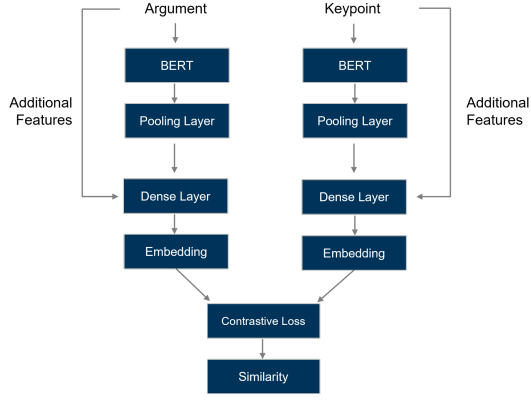 Argument
Keypoint
BERT
BERT
Additional
Features
Additional
Features
Pooling Layer
Pooling Layer
Dense Layer
Dense Layer
Embedding
Embedding
Contrastive Loss
Similarity